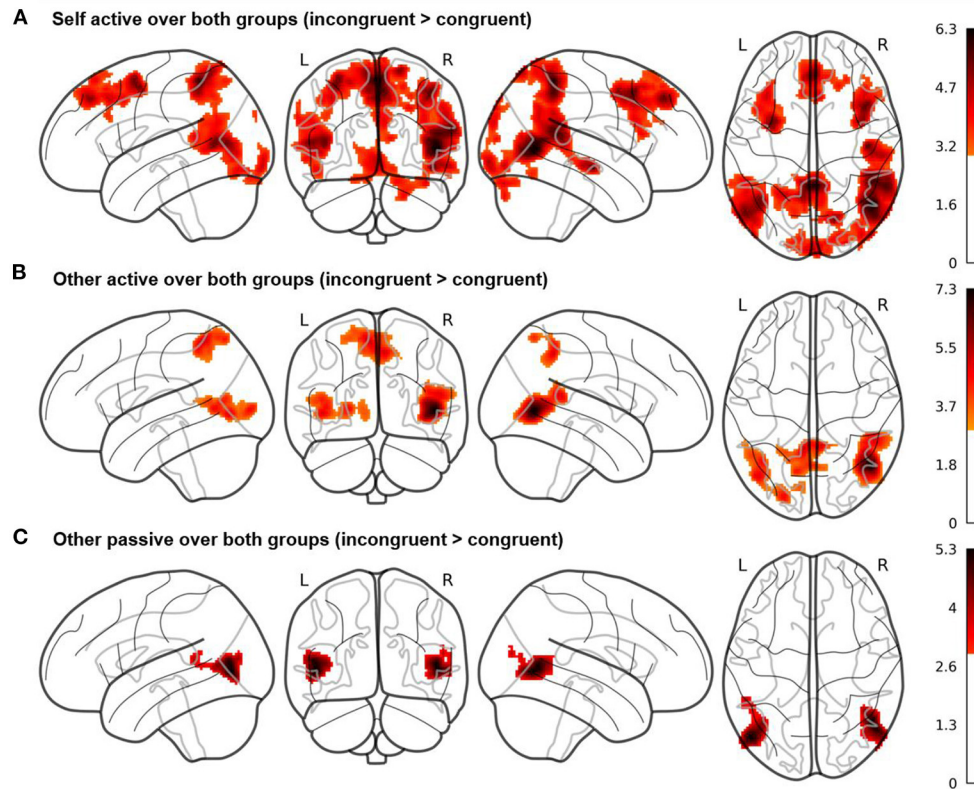 A Self active over both groups (incongruent > congruent)
L R L R
6.3
4.7
3.2
1.6
0
B Other active over both groups (incongruent > congruent)
L R L R
7.3
5.5
3.7
1.8
0
C Other passive over both groups (incongruent > congruent)
L R L R
5.3
4
2.6
1.3
0